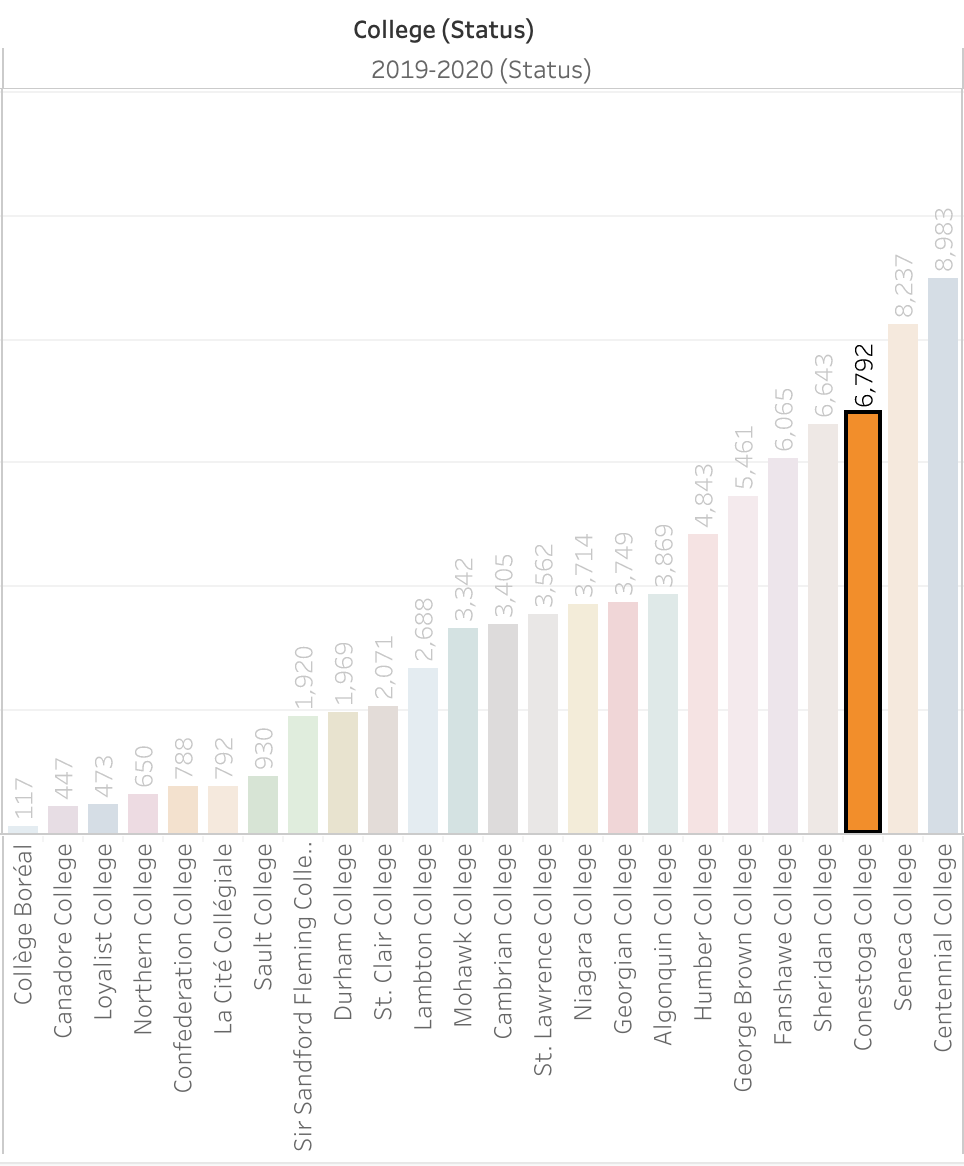 College (Status)
2019-2020 (Status)
117
447
473
650
788
792
930
1,920
1,969
2,071
2,688
3,342
3,405
3,562
3,714
3,749
3,869
4,843
5,461
6,065
6,643
6,792
8,237
8,983
Collège Boréal
Canadore College
Loyalist College
Northern College
Confederation College
La Cité Collégiale
Sault College
Sir Sandford Fleming Colle..
Durham College
St. Clair College
Lambton College
Mohawk College
Cambrian College
St. Lawrence College
Niagara College
Georgian College
Algonquin College
Humber College
George Brown College
Fanshawe College
Sheridan College
Conestoga College
Seneca College
Centennial College